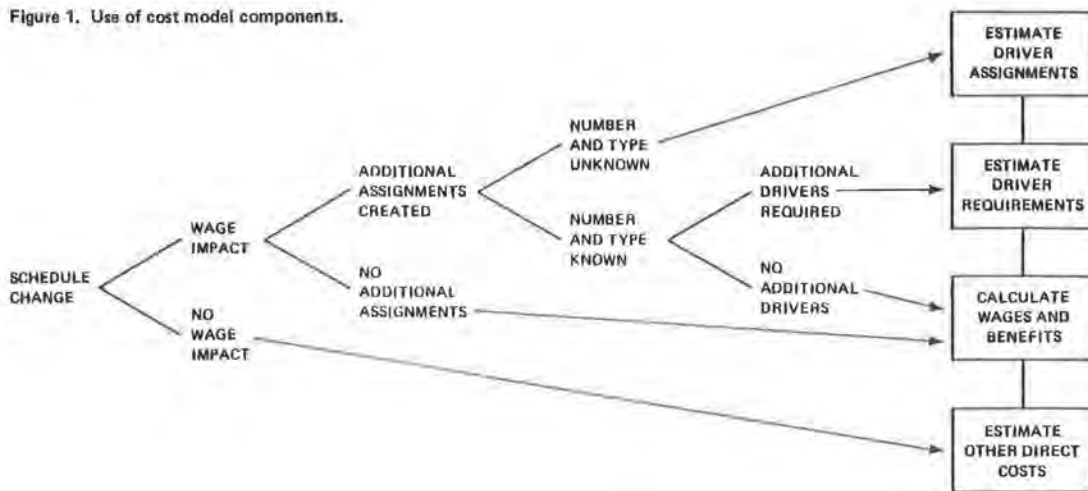 Figure 1. Use of cost model components.
ESTIMATE
DRIVER
ASSIGNMENTS
NUMBER
AND TYPE
UNKNOWN
ADDITIONAL
ASSIGNMENTS
CREATED
ADDITIONAL
DRIVERS
REQUIRED
ESTIMATE
DRIVER
REQUIREMENTS
WAGE
IMPACT
NUMBER
AND TYPE
KNOWN
SCHEDULE
CHANGE
NO
ADDITIONAL
ASSIGNMENTS
NO
ADDITIONAL
DRIVERS
CALCULATE
WAGES AND
BENEFITS
NO
WAGE
IMPACT
ESTIMATE
OTHER DIRECT
COSTS